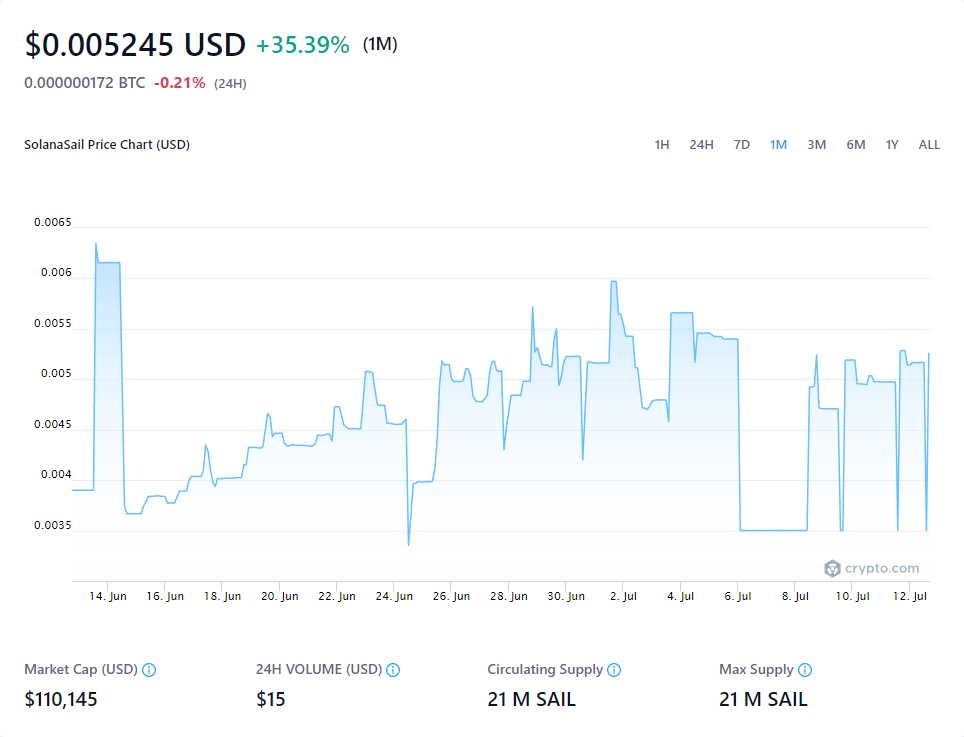 $0.005245 USD +35.39% (1M)
0.000000172 BTC -0.21% (24H)
SolanaSail Price Chart (USD) 1H 24H 7D 1M 3M 6M 1Y ALL
0.0065
0.006
0.0055
0.005
0.0045
0.004
0.0035
crypto.com
14. Jun 16. Jun 18. Jun 20. Jun 22. Jun 24. Jun 26. Jun 28. Jun 30. Jun 2. Jul 4. Jul 6. Jul 8. Jul 10. Jul 12. Jul
Market Cap (USD) 24H VOLUME (USD) Circulating Supply Max Supply
$110,145 $15 21 M SAIL 21 M SAIL